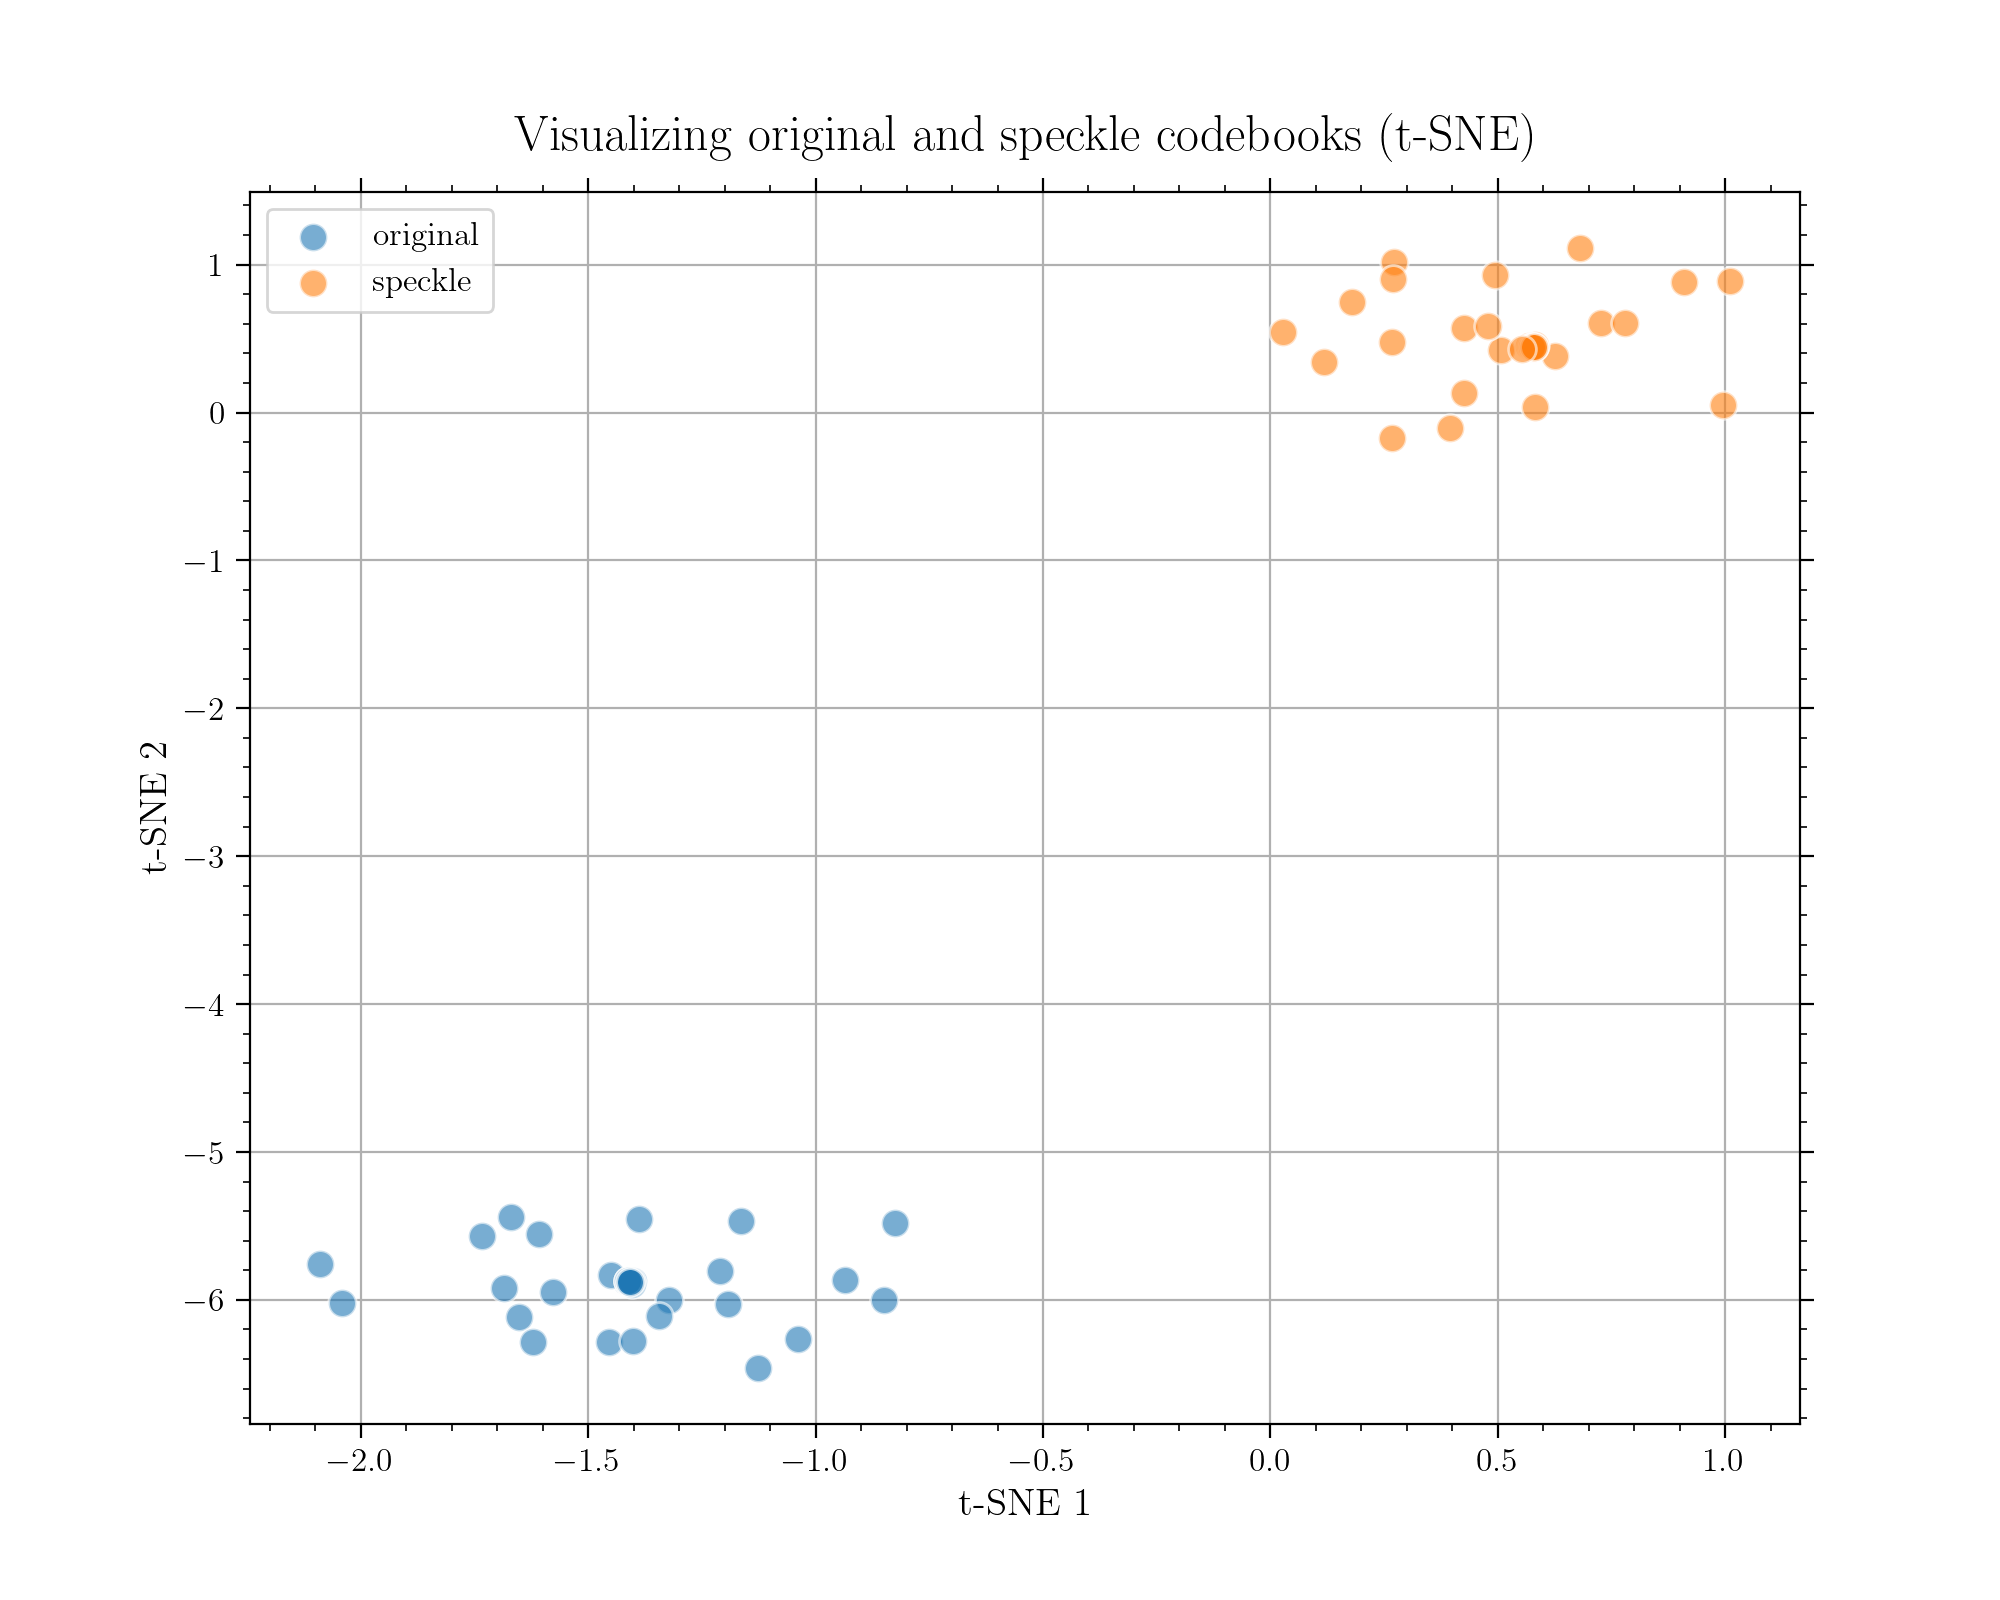 Visualizing original and speckle codebooks (t-SNE)
original
speckle
1
0
−1
−2
−3
−4
−5
−6
t-SNE 2
−2.0 −1.5 −1.0 −0.5 0.0 0.5 1.0
t-SNE 1